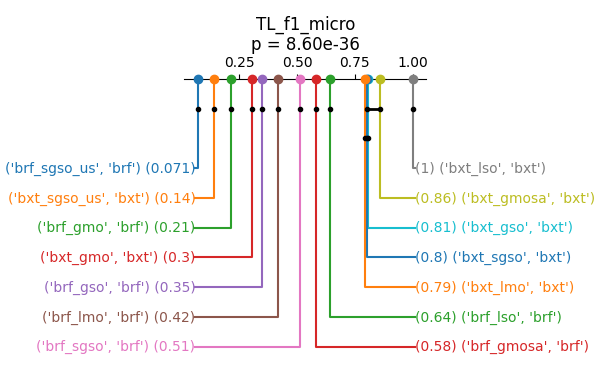 TL_f1_micro
p = 8.60e-36
0.25 0.50 0.75 1.00
('brf_sgso_us', 'brf') (0.071) (1) ('bxt_lso', 'bxt')
('bxt_sgso_us', 'bxt') (0.14) (0.86) ('bxt_gmosa', 'bxt')
('brf_gmo', 'brf') (0.21) (0.81) ('bxt_gso', 'bxt')
('bxt_gmo', 'bxt') (0.3) (0.8) ('bxt_sgso', 'bxt')
('brf_gso', 'brf') (0.35) (0.79) ('bxt_lmo', 'bxt')
('brf_lmo', 'brf') (0.42) (0.64) ('brf_lso', 'brf')
('brf_sgso', 'brf') (0.51) (0.58) ('brf_gmosa', 'brf')